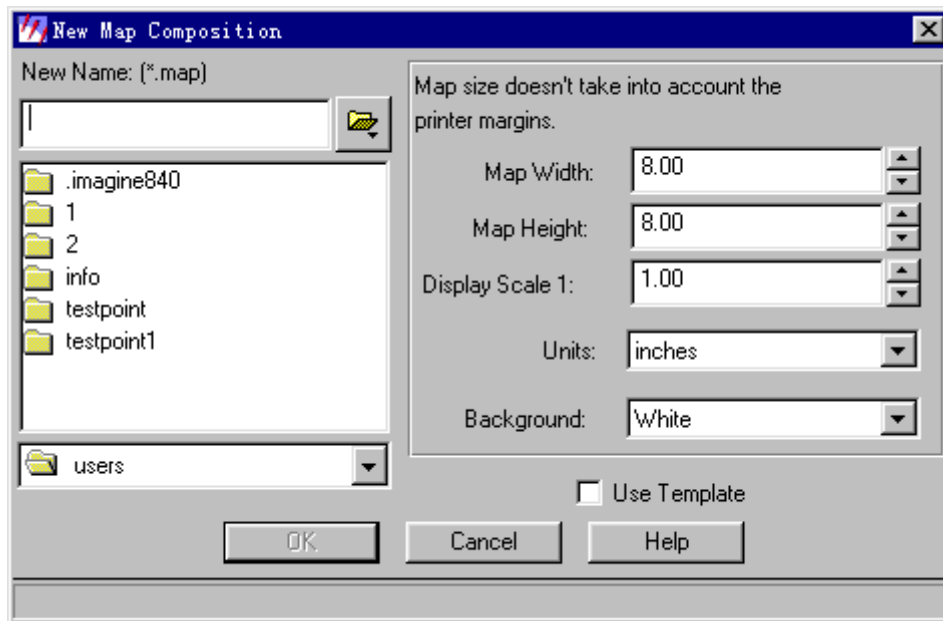 New Map Composition
New Name: (*.map)
.imagine840
1
2
info
testpoint
testpoint1
users
Map size doesn't take into account the
printer margins.
Map Width: 8.00
Map Height: 8.00
Display Scale 1: 1.00
Units: inches
Background: White
Use Template
OK Cancel Help